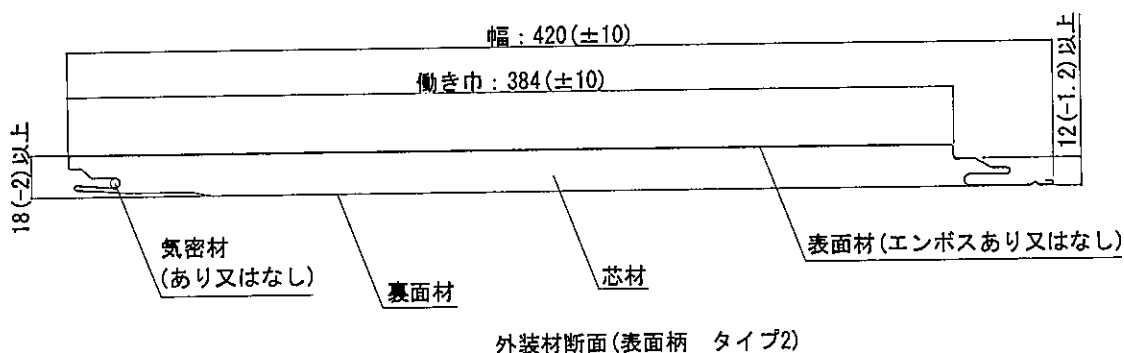 幅：420(±10)
働き巾：384(±10)
12(-1.2)以上
18(-2)以上
気密材
(あり又はなし)
裏面材
芯材
表面材(エンボスあり又はなし)
外装材断面(表面柄　タイプ2)